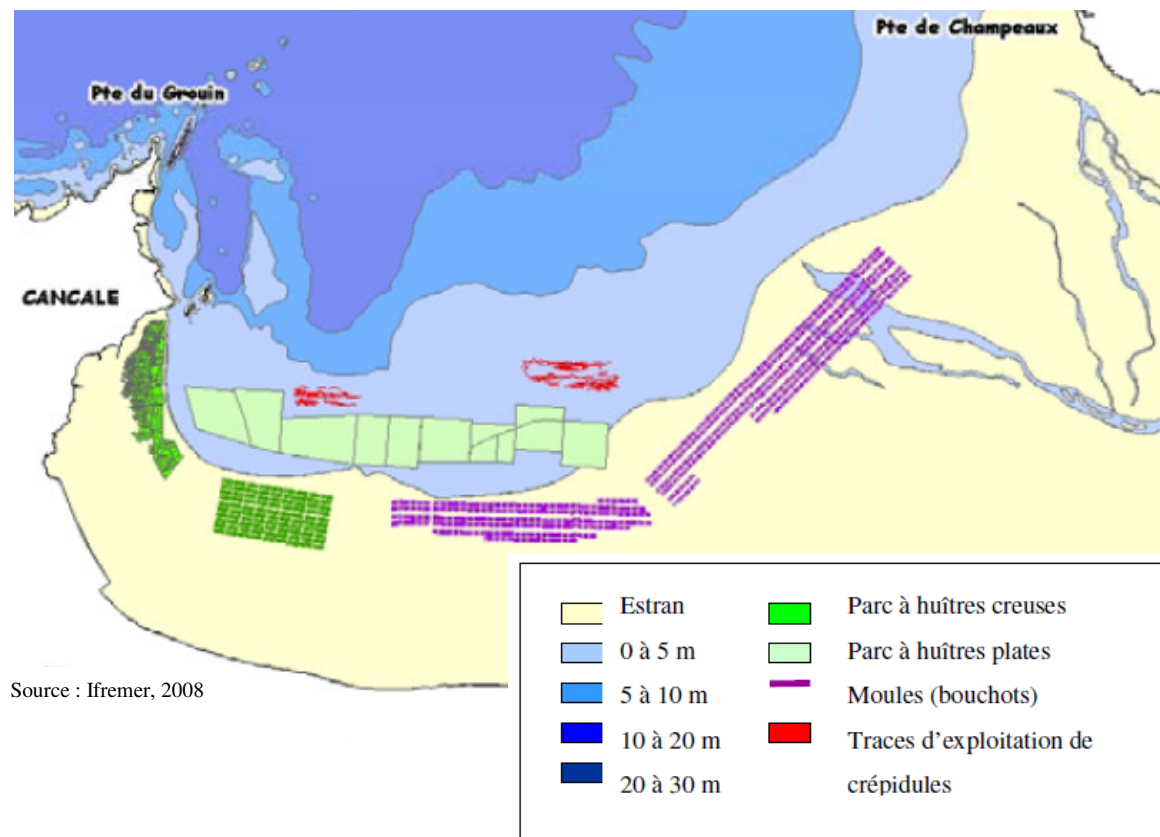 Pte de Champeaux
Pte du Grouin
CANCALE
Source : Ifremer, 2008
Estran
0 à 5 m
5 à 10 m
10 à 20 m
20 à 30 m
Parc à huîtres creuses
Parc à huîtres plates
Moules (bouchots)
Traces d'exploitation de
crépidules